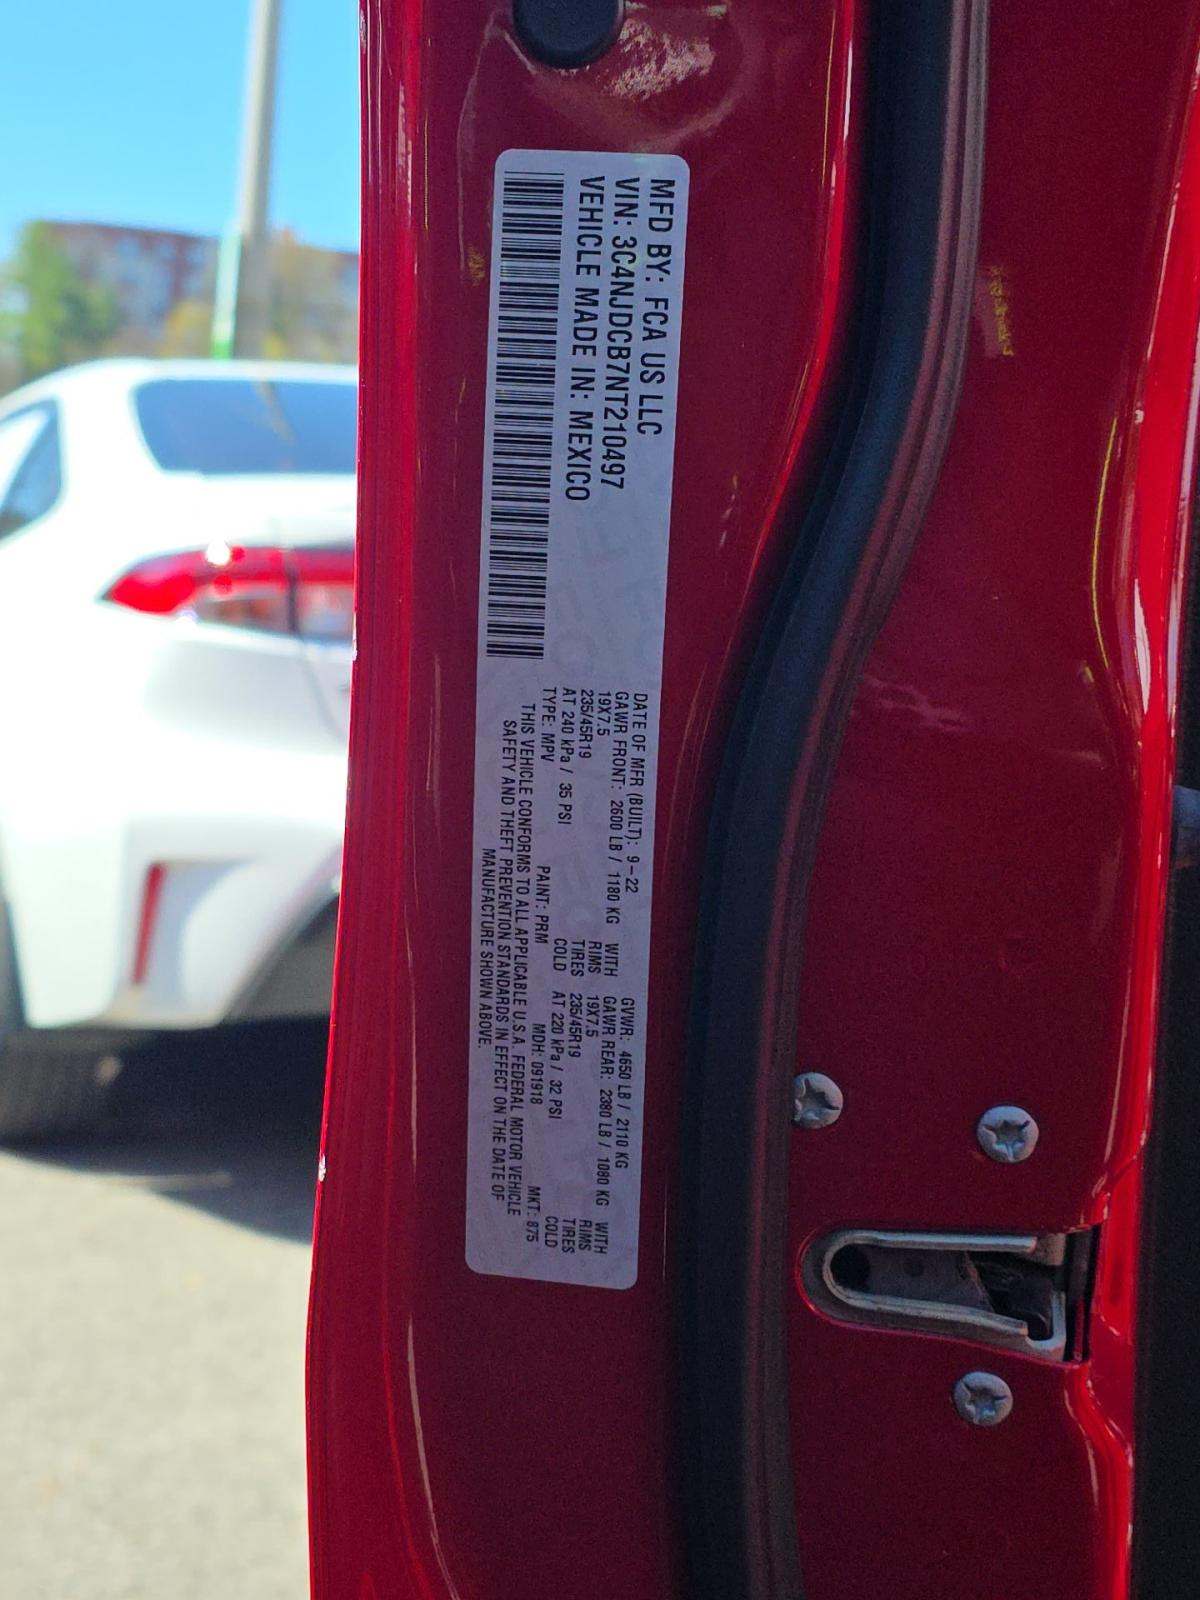 MFD BY: FCA US LLC
VIN: 3C4NJDCB7NT210497
VEHICLE MADE IN: MEXICO
DATE OF MFR (BUILT): 9-22 GVWR: 4650 LB / 2110 KG
GAWR FRONT: 2600 LB / 1180 KG WITH GAWR REAR: 2380 LB / 1080 KG WITH
19X7.5 RIMS 19X7.5 RIMS
235/45R19 TIRES 235/45R19 TIRES
AT 240 kPa / 35 PSI COLD AT 220 kPa / 32 PSI COLD
TYPE: MPV PAINT: PRM MDH: 091918 MKT: 875
THIS VEHICLE CONFORMS TO ALL APPLICABLE U.S.A. FEDERAL MOTOR VEHICLE
SAFETY AND THEFT PREVENTION STANDARDS IN EFFECT ON THE DATE OF
MANUFACTURE SHOWN ABOVE.